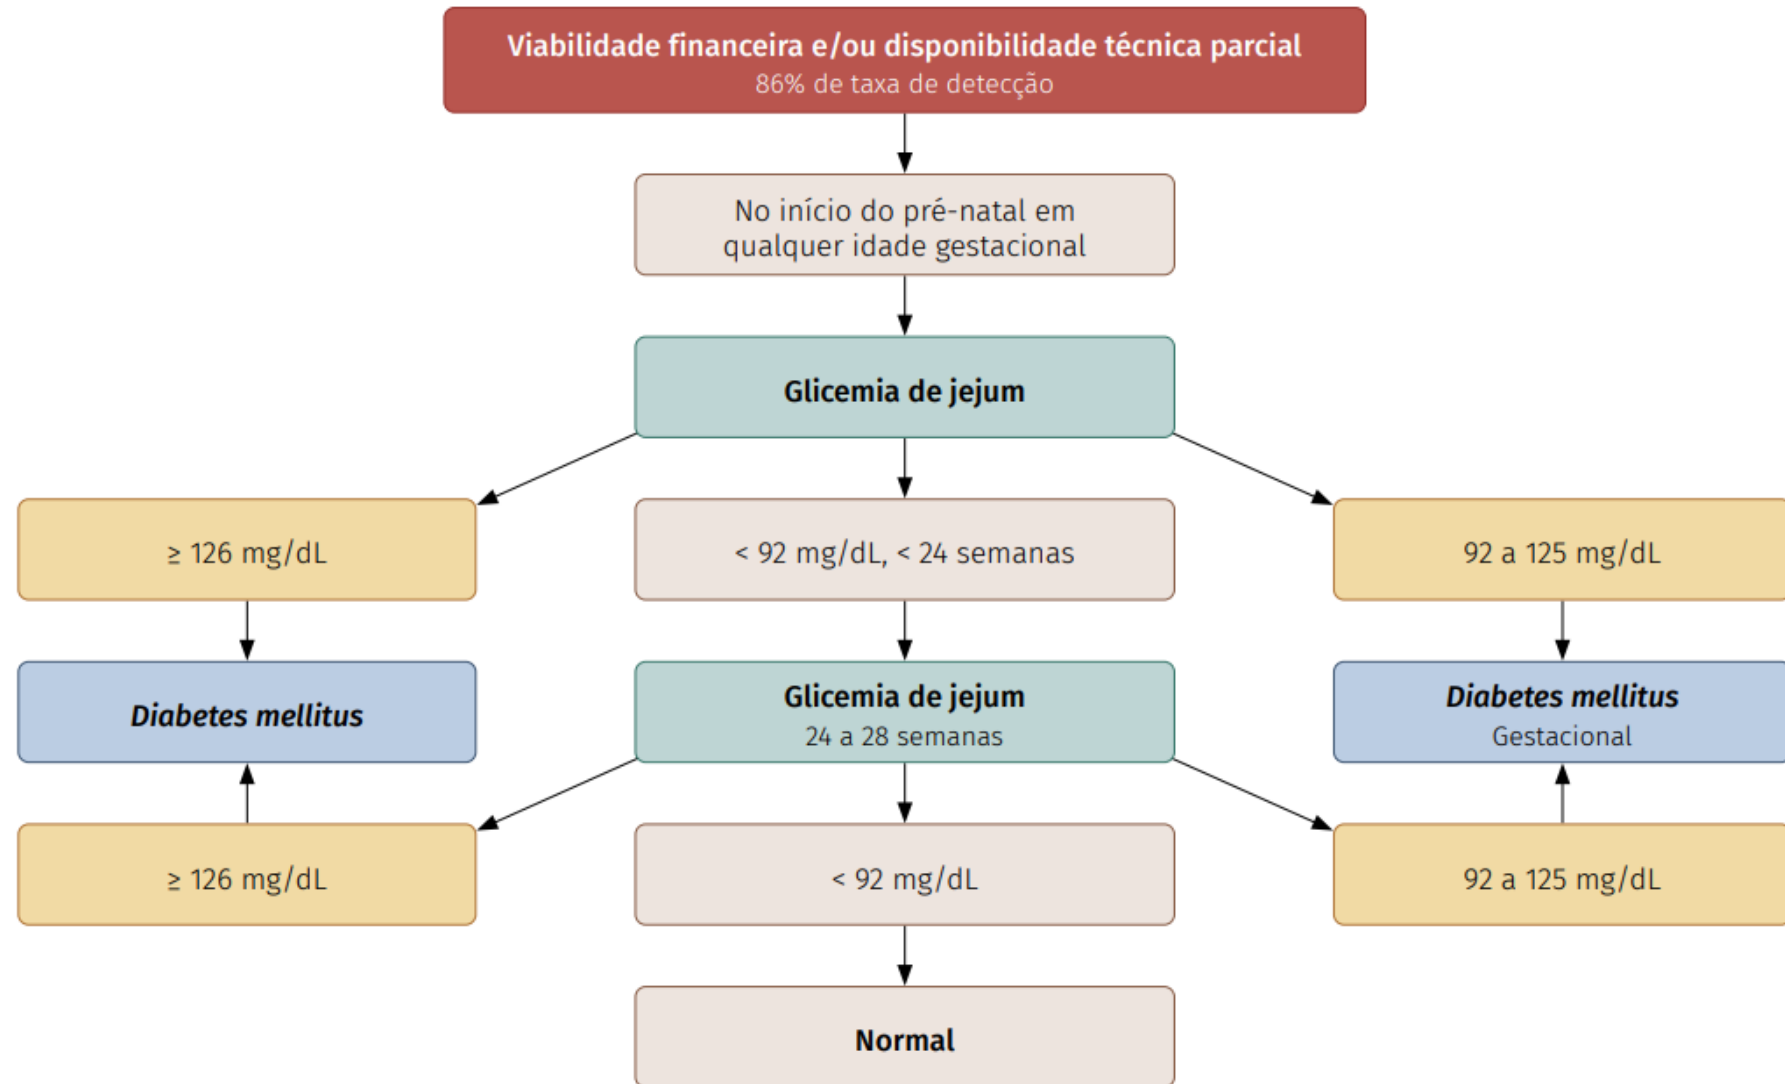 Viabilidade financeira e/ou disponibilidade técnica parcial
86% de taxa de detecção
No início do pré-natal em
qualquer idade gestacional
Glicemia de jejum
≥ 126 mg/dL
< 92 mg/dL, < 24 semanas
92 a 125 mg/dL
Diabetes mellitus
Glicemia de jejum
24 a 28 semanas
Diabetes mellitus
Gestacional
≥ 126 mg/dL
< 92 mg/dL
92 a 125 mg/dL
Normal